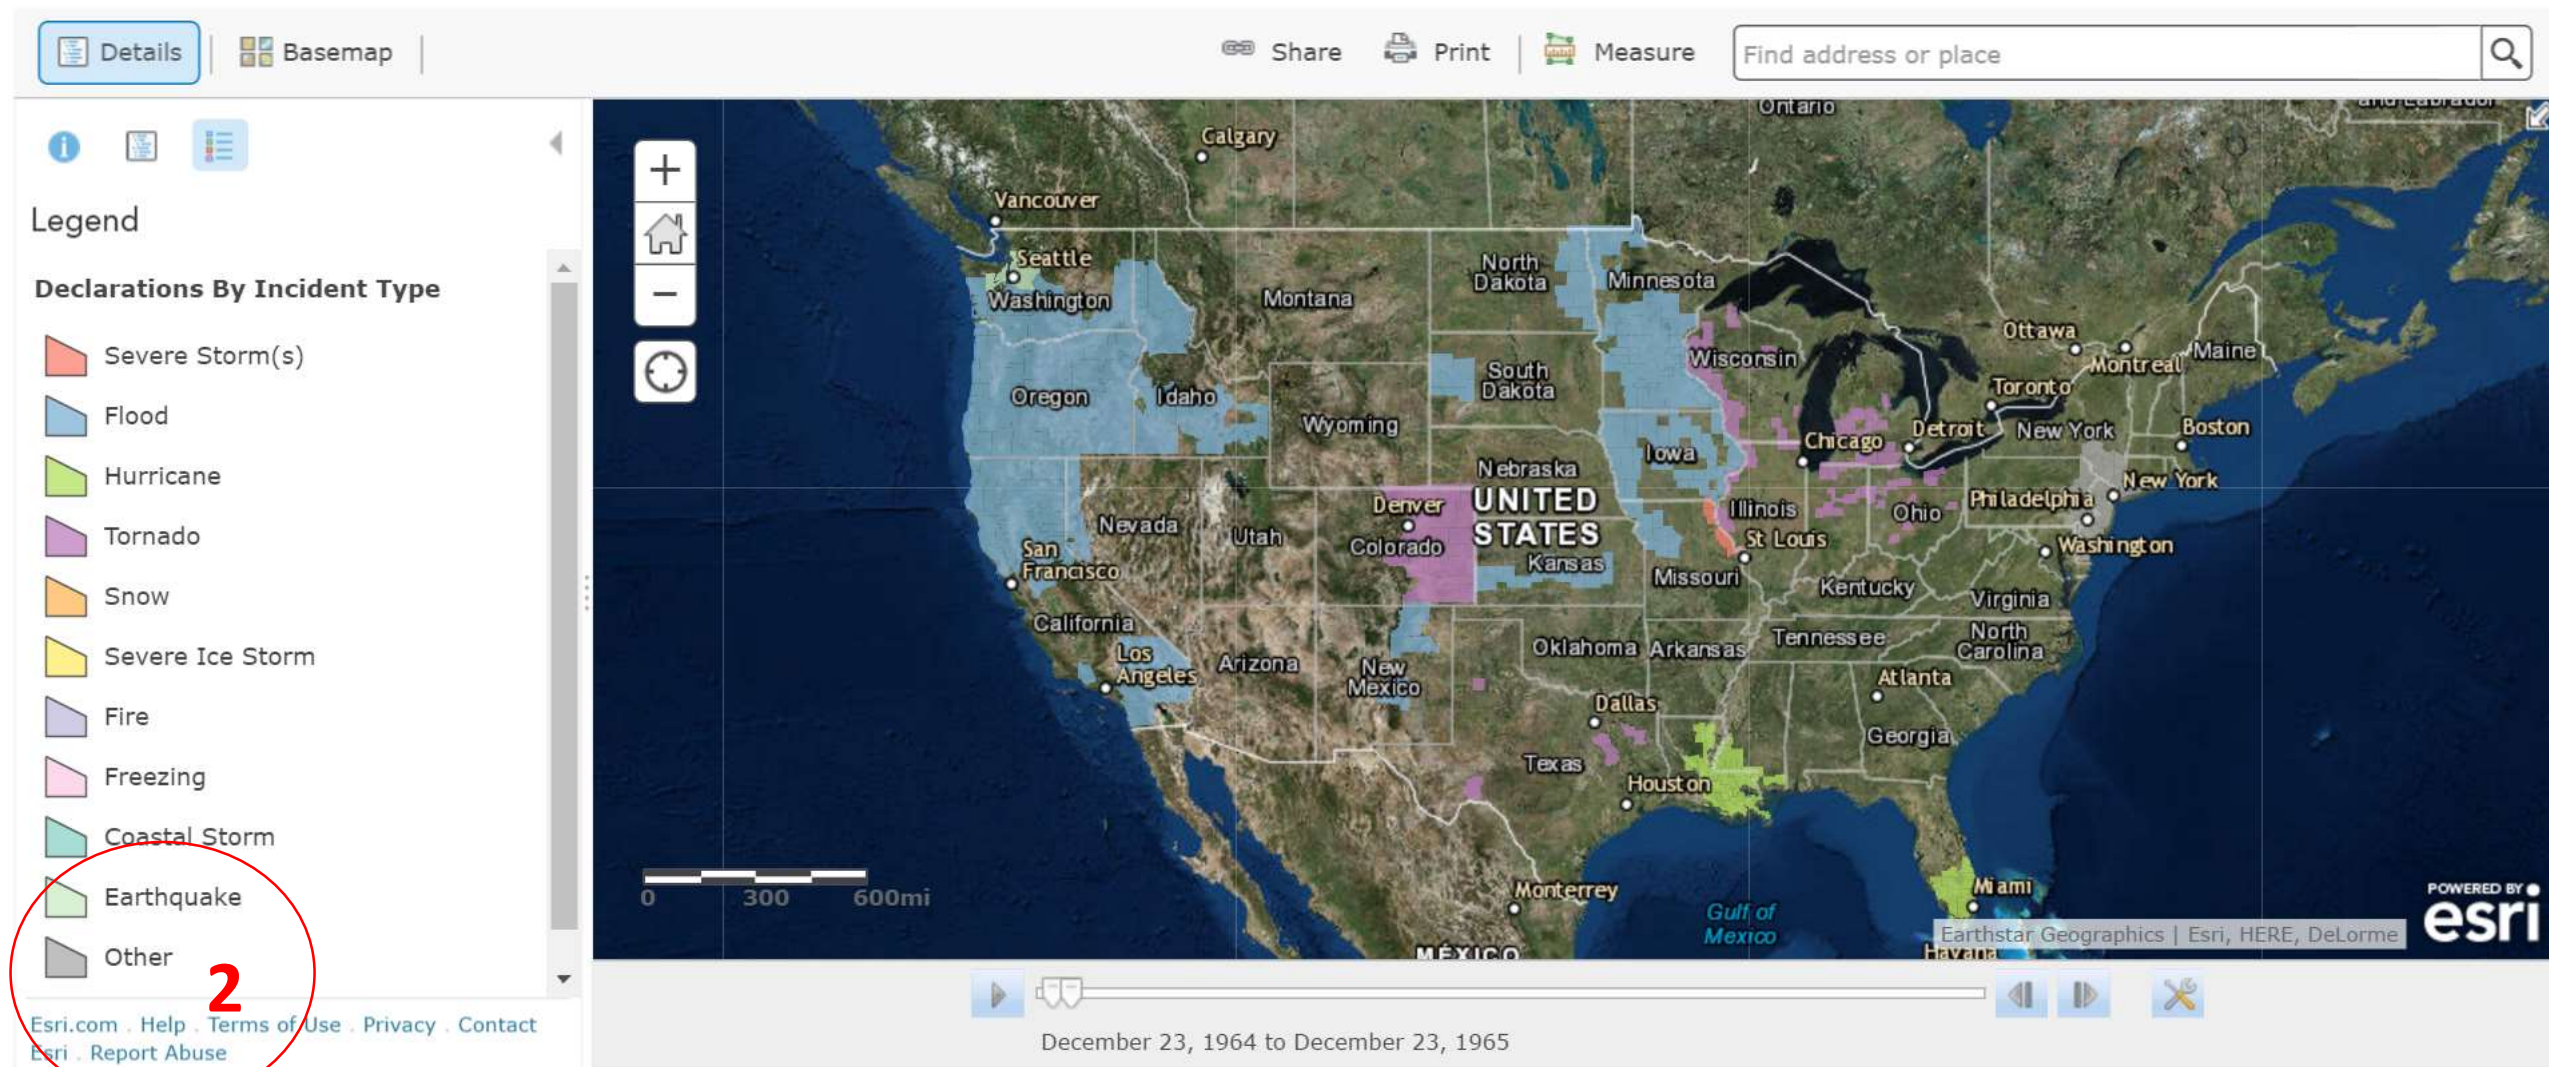 Details
Basemap
Share
Print
Measure
Find address or place
Legend
Declarations By Incident Type
Severe Storm(s)
Flood
Hurricane
Tornado
Snow
Severe Ice Storm
Fire
Freezing
Coastal Storm
Earthquake
Other
2
Esri.com . Help . Terms of Use . Privacy . Contact
Esri . Report Abuse
Ontario
Calgary
Vancouver
Seattle
Washington
Montana
North
Dakota
Minnesota
Ottawa
Montreal
Maine
Wisconsin
South
Dakota
Toronto
Oregon
Idaho
Wyoming
Detroit
New York
Boston
Chicago
Iowa
Nebraska
UNITED
STATES
Denver
Colorado
Illinois
Ohio
Philadelphia
New York
Nevada
Utah
St Louis
Washington
San
Francisco
Kansas
Missouri
Kentucky
Virginia
California
Oklahoma
Arkansas
Tennessee
North
Carolina
Los
Angeles
Arizona
New
Mexico
Atlanta
Dallas
Georgia
Texas
Houston
Monterrey
Miami
Gulf of
Mexico
MÉXICO
Havana
0 300 600mi
POWERED BY
esri
Earthstar Geographics | Esri, HERE, DeLorme
December 23, 1964 to December 23, 1965